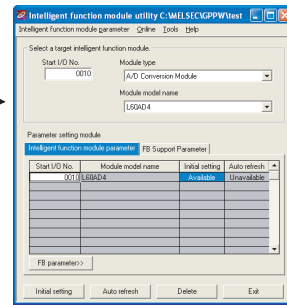 Intelligent function module utility C:\MELSEC\GPPW\test
Intelligent function module parameter Online Tools Help
Select a target intelligent function module.
Start I/O No. Module type
0010 A/D Conversion Module
Module model name
L60AD4
Parameter setting module
Intelligent function module parameter FB Support Parameter
Start I/O No. Module model name Initial setting Auto refresh
0010 L60AD4 Available Unavailable
FB parameter>>
Initial setting Auto refresh Delete Exit